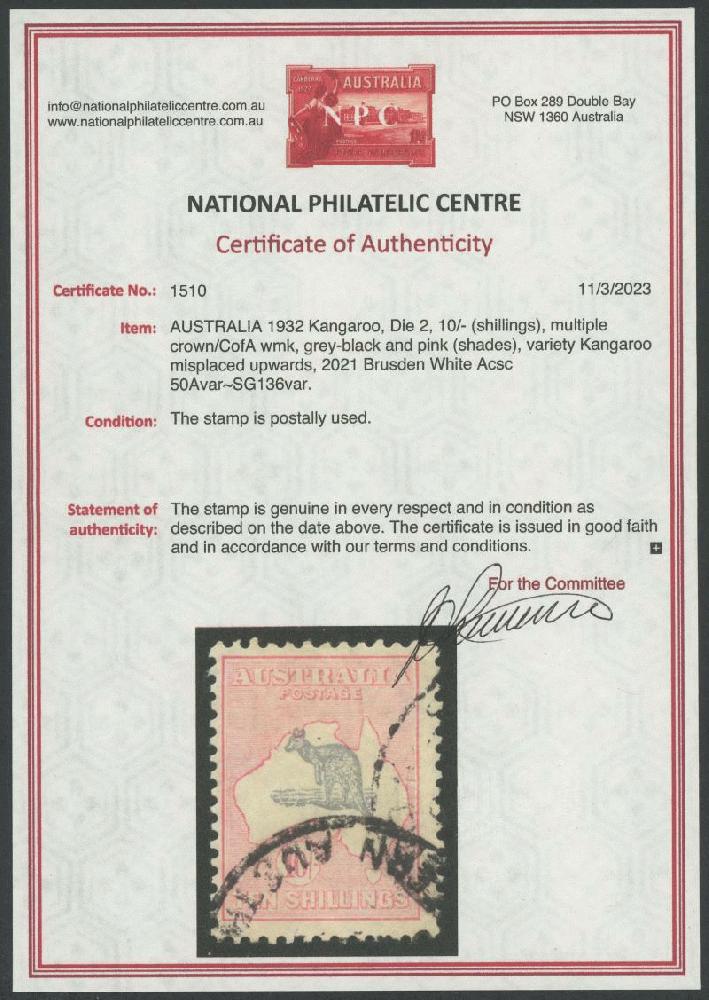 info@nationalphilateliccentre.com.au
www.nationalphilateliccentre.com.au
CANBERRA
1927
AUSTRALIA
NPC
PO Box 289 Double Bay
NSW 1360 Australia
NATIONAL PHILATELIC CENTRE
Certificate of Authenticity
Certificate No.: 1510
11/3/2023
Item: AUSTRALIA 1932 Kangaroo, Die 2, 10/- (shillings), multiple
crown/CofA wmk, grey-black and pink (shades), variety Kangaroo
misplaced upwards, 2021 Brusden White Acsc
50Avar~SG136var.
Condition: The stamp is postally used.
Statement of authenticity: The stamp is genuine in every respect and in condition as
described on the date above. The certificate is issued in good faith
and in accordance with our terms and conditions.
For the Committee
AUSTRALIA
POSTAGE
TEN SHILLINGS